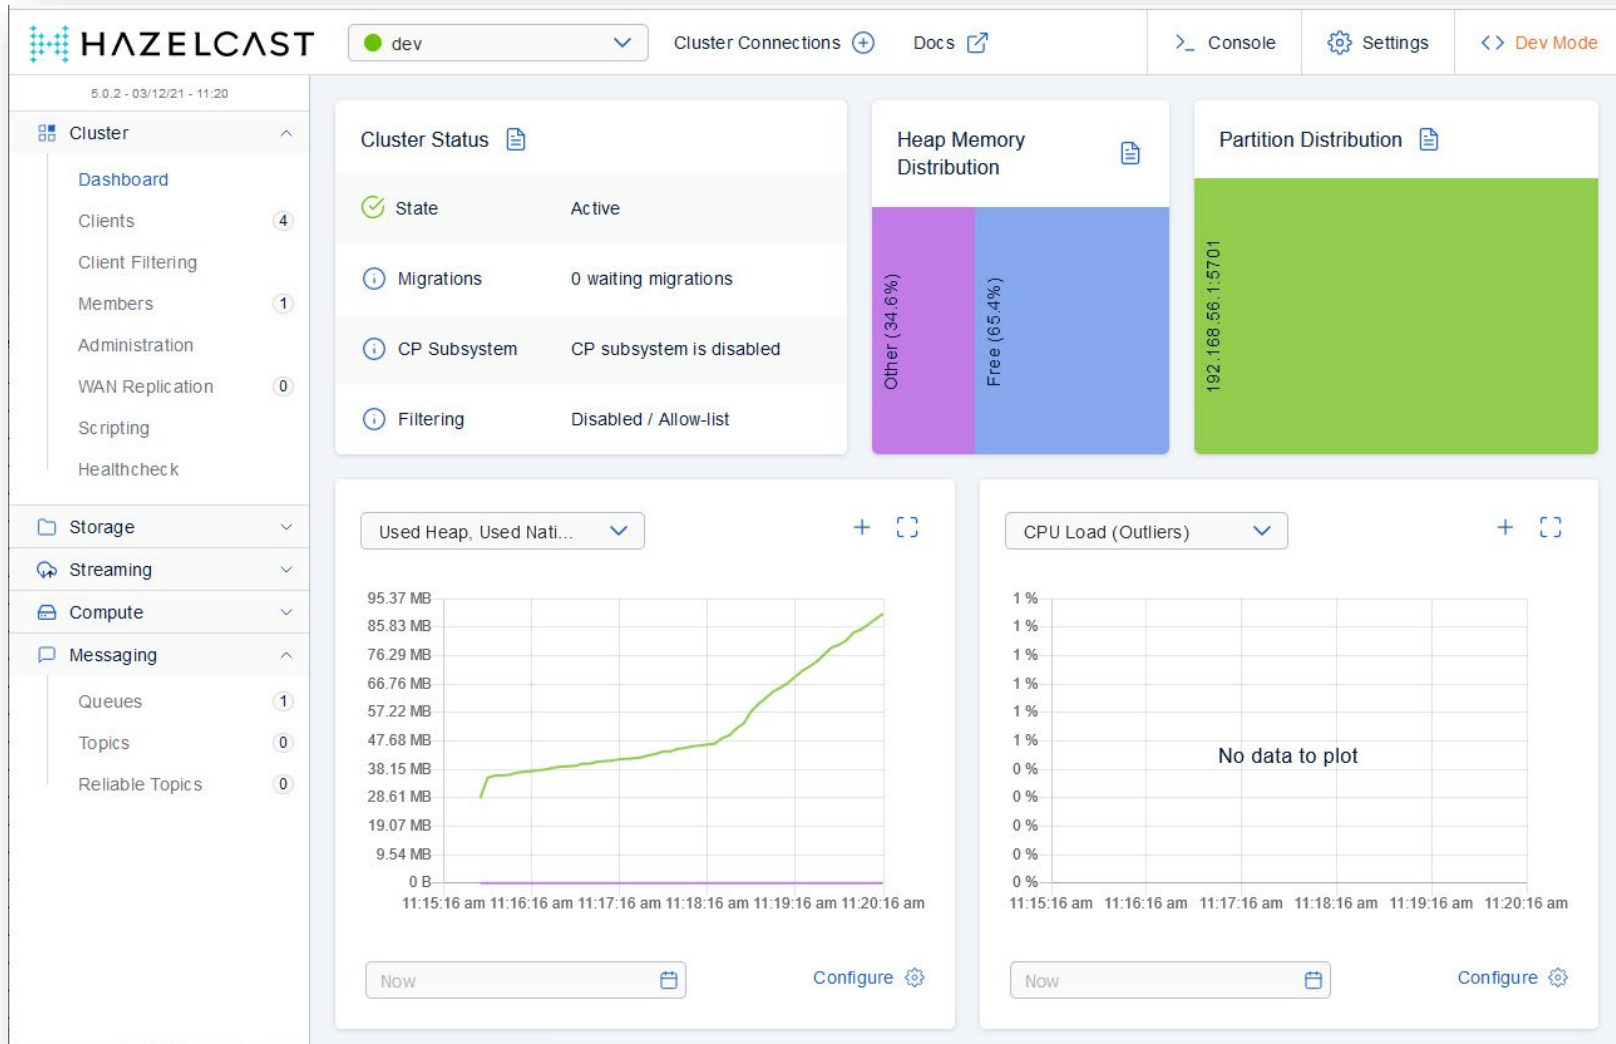 HAZELCAST
dev
Cluster Connections
Docs
Console
Settings
Dev Mode
5.0.2 - 03/12/21 - 11:20
Cluster
Dashboard
Clients 4
Client Filtering
Members 1
Administration
WAN Replication 0
Scripting
Healthcheck
Storage
Streaming
Compute
Messaging
Queues 1
Topics 0
Reliable Topics 0
Cluster Status
State Active
Migrations 0 waiting migrations
CP Subsystem CP subsystem is disabled
Filtering Disabled / Allow-list
Heap Memory
Distribution
Other (34.6%)
Free (65.4%)
Partition Distribution
192.168.56.1:5701
Used Heap, Used Nati...
95.37 MB
85.83 MB
76.29 MB
66.76 MB
57.22 MB
47.68 MB
38.15 MB
28.61 MB
19.07 MB
9.54 MB
0 B
11:15:16 am 11:16:16 am 11:17:16 am 11:18:16 am 11:19:16 am 11:20:16 am
Now
Configure
CPU Load (Outliers)
1 %
1 %
1 %
1 %
1 %
1 %
0 %
0 %
0 %
0 %
0 %
No data to plot
11:15:16 am 11:16:16 am 11:17:16 am 11:18:16 am 11:19:16 am 11:20:16 am
Now
Configure